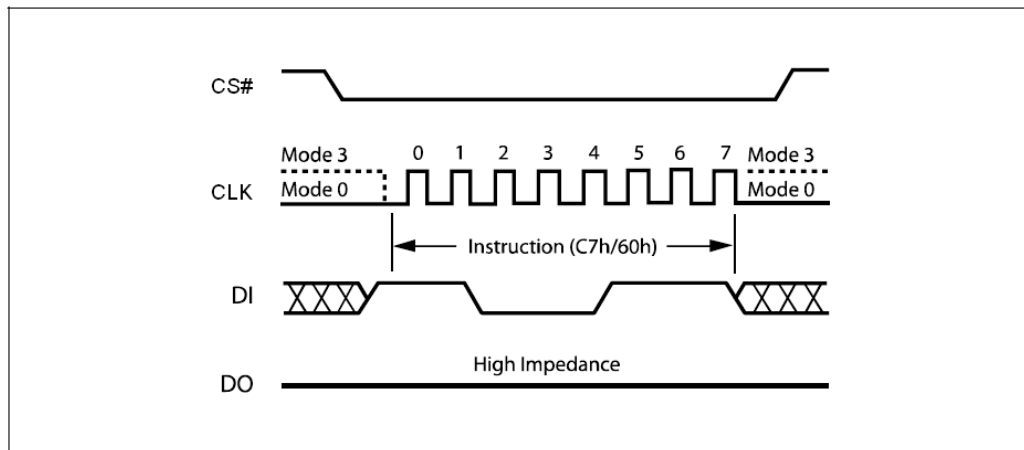 CS#
Mode 3 0 1 2 3 4 5 6 7 Mode 3
CLK Mode 0 Mode 0
Instruction (C7h/60h)
DI
High Impedance
DO